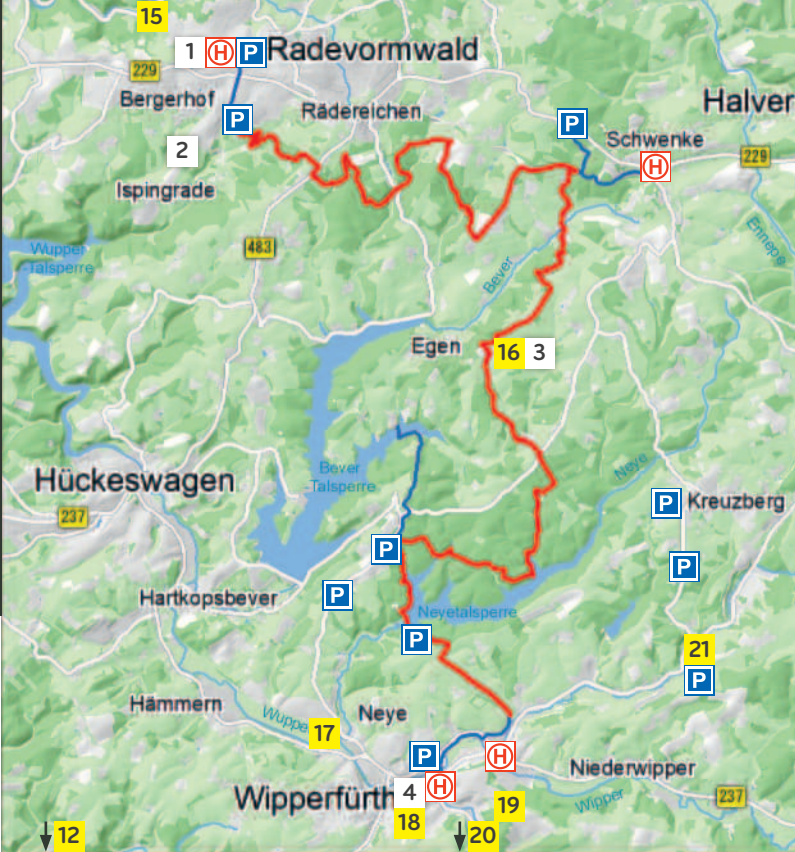 15
1 H P Radevormwald
229
Bergerhof
P
Rädereichen
Halver
P
Schwenke
H
229
2
Ispingrade
Ennepe
Wupper
-Talsperre
483
Bever
Egen
16 3
Bever
-Talsperre
Hückeswagen
Neye
237
P Kreuzberg
P
P
Hartkopsbever
P
Neyetalsperre
P
21
P
Hämmern
Neye
Wuppe
17
P
H
Niederwipper
Wipperfürth 4 H
Wipper
237
18
19
12
20